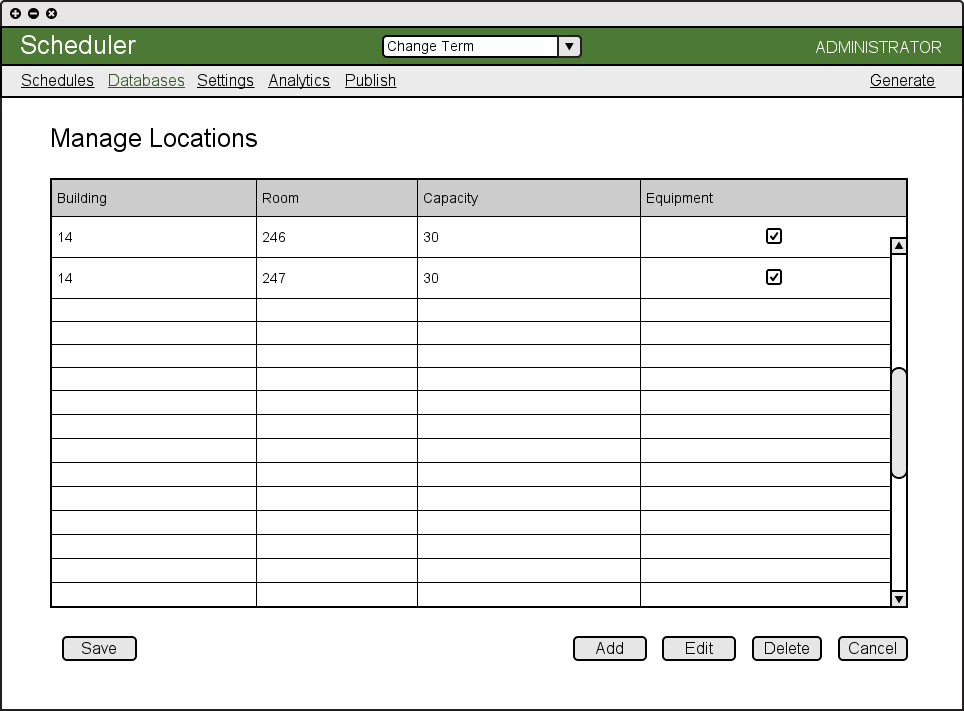 Scheduler Change Term ADMINISTRATOR
Schedules Databases Settings Analytics Publish Generate
Manage Locations
Building Room Capacity Equipment
14 246 30
14 247 30
Save Add Edit Delete Cancel